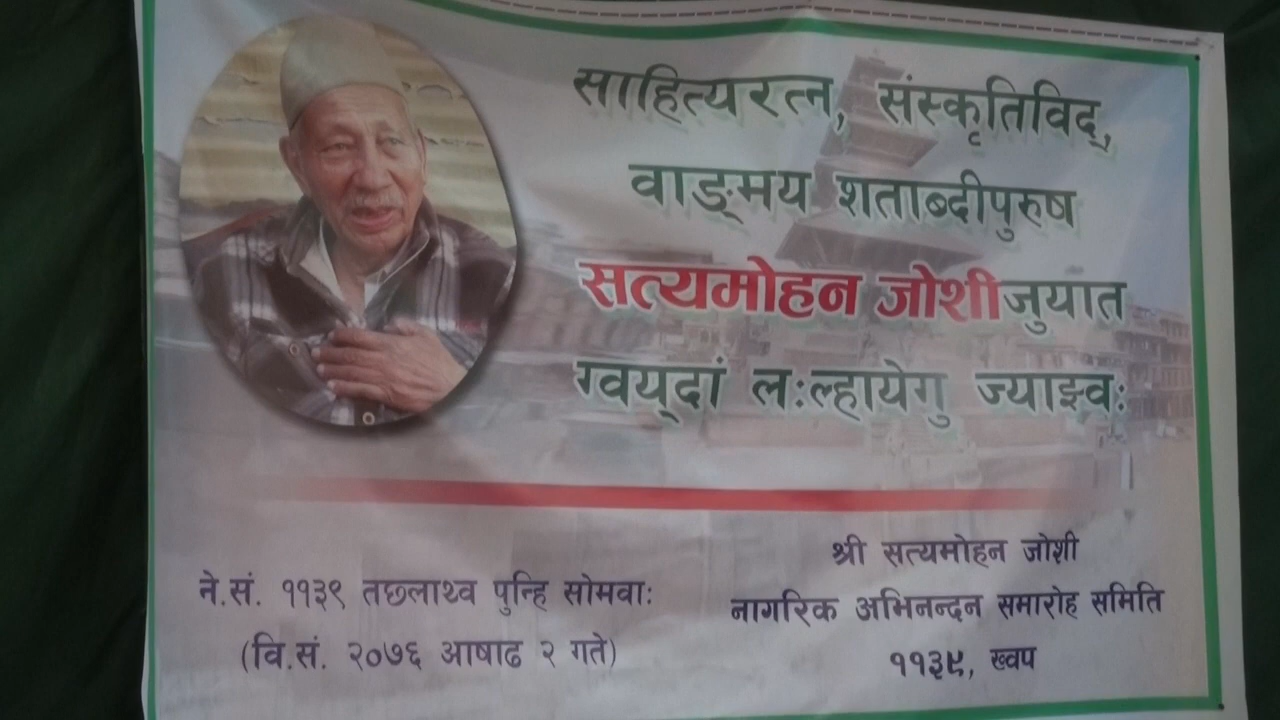 साहित्यरत्न, संस्कृतिविद्,
वाङ्मय शताब्दीपुरुष
सत्यमोहन जोशीजुयात
ग्वय्‌दां लःल्हायेगु ज्याझ्वः
ने.सं. ११३९ तछलाथ्व पुन्हि सोमवाः
(वि.सं. २०७६ आषाढ २ गते)
श्री सत्यमोहन जोशी
नागरिक अभिनन्दन समारोह समिति
११३९, ख्वप